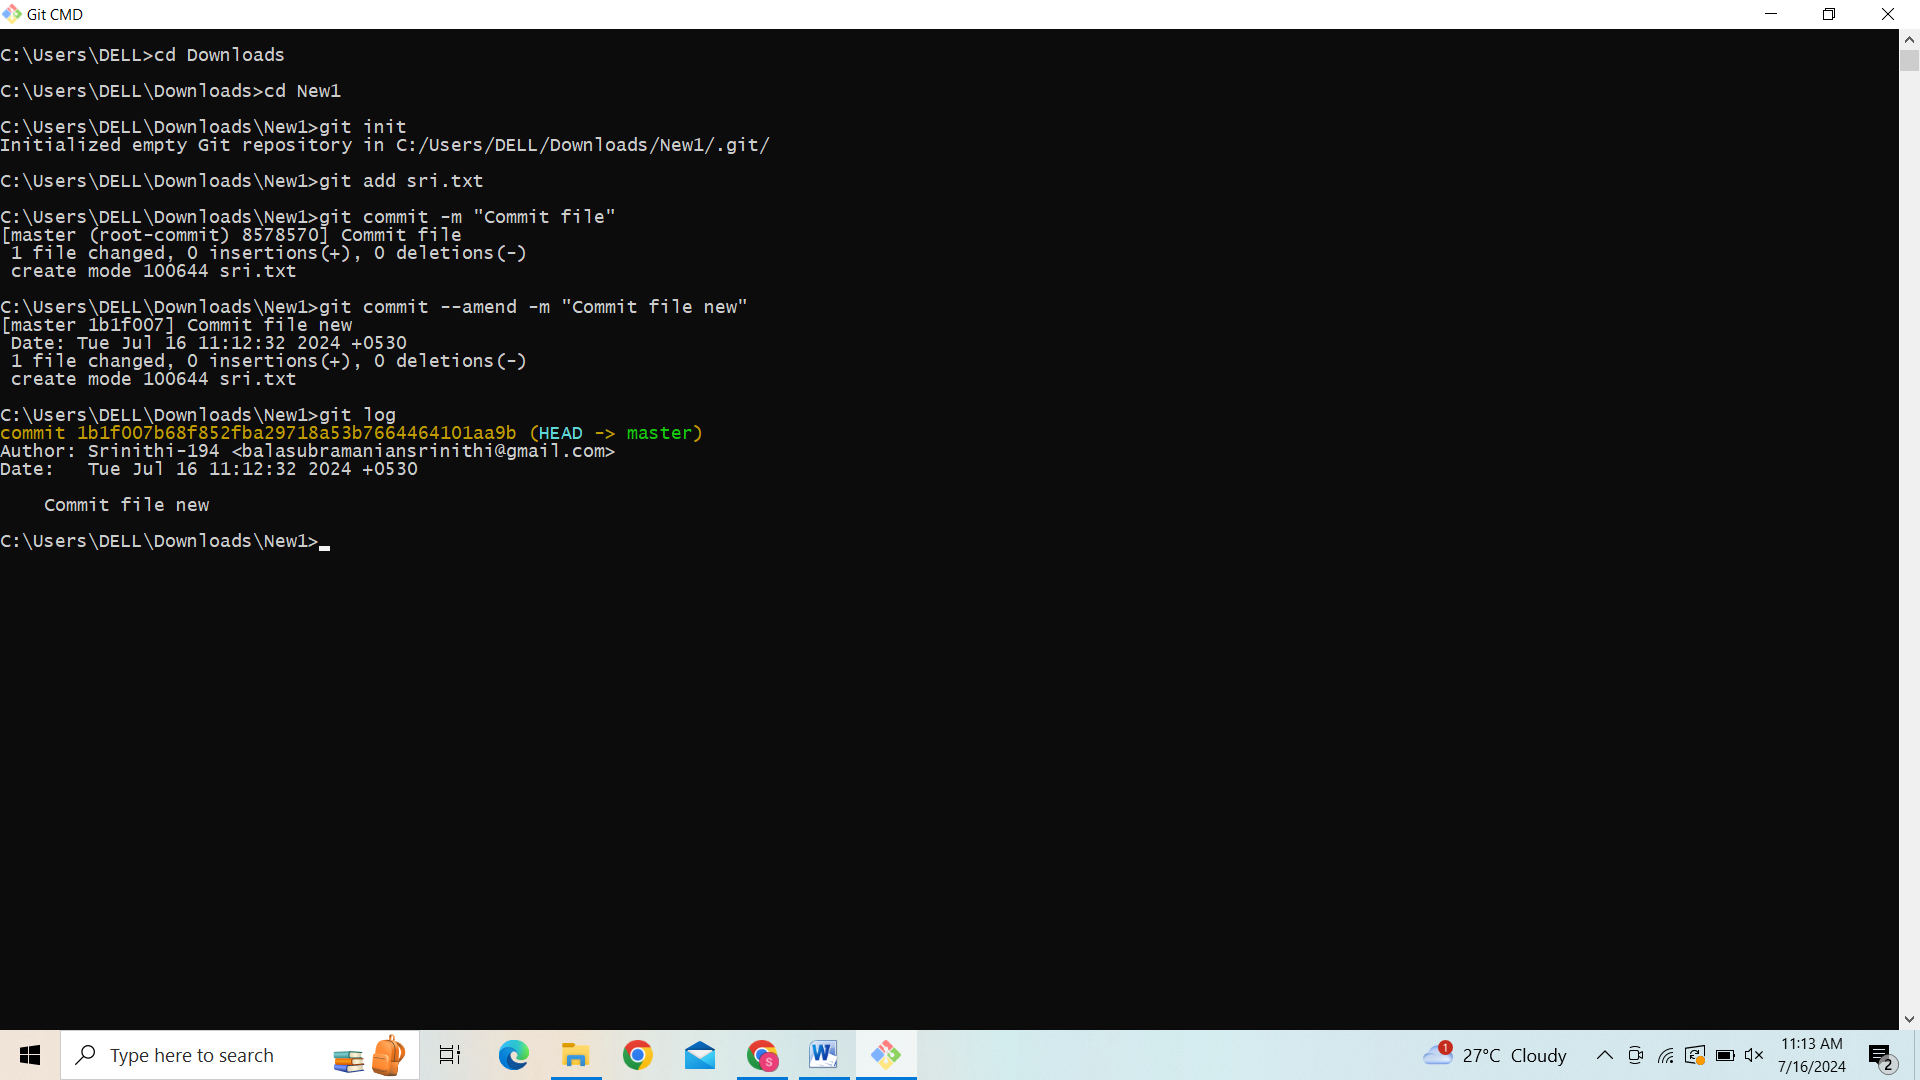 Git CMD
C:\Users\DELL>cd Downloads
C:\Users\DELL\Downloads>cd New1
C:\Users\DELL\Downloads\New1>git init
Initialized empty Git repository in C:/Users/DELL/Downloads/New1/.git/
C:\Users\DELL\Downloads\New1>git add sri.txt
C:\Users\DELL\Downloads\New1>git commit -m "Commit file"
[master (root-commit) 8578570] Commit file
 1 file changed, 0 insertions(+), 0 deletions(-)
 create mode 100644 sri.txt
C:\Users\DELL\Downloads\New1>git commit --amend -m "Commit file new"
[master 1b1f007] Commit file new
 Date: Tue Jul 16 11:12:32 2024 +0530
 1 file changed, 0 insertions(+), 0 deletions(-)
 create mode 100644 sri.txt
C:\Users\DELL\Downloads\New1>git log
commit 1b1f007b68f852fba29718a53b7664464101aa9b (HEAD -> master)
Author: Srinithi-194 <balasubramaniansrinithi@gmail.com>
Date:   Tue Jul 16 11:12:32 2024 +0530
    Commit file new
C:\Users\DELL\Downloads\New1>
Type here to search
S
W
1
27°C Cloudy
11:13 AM
7/16/2024
2